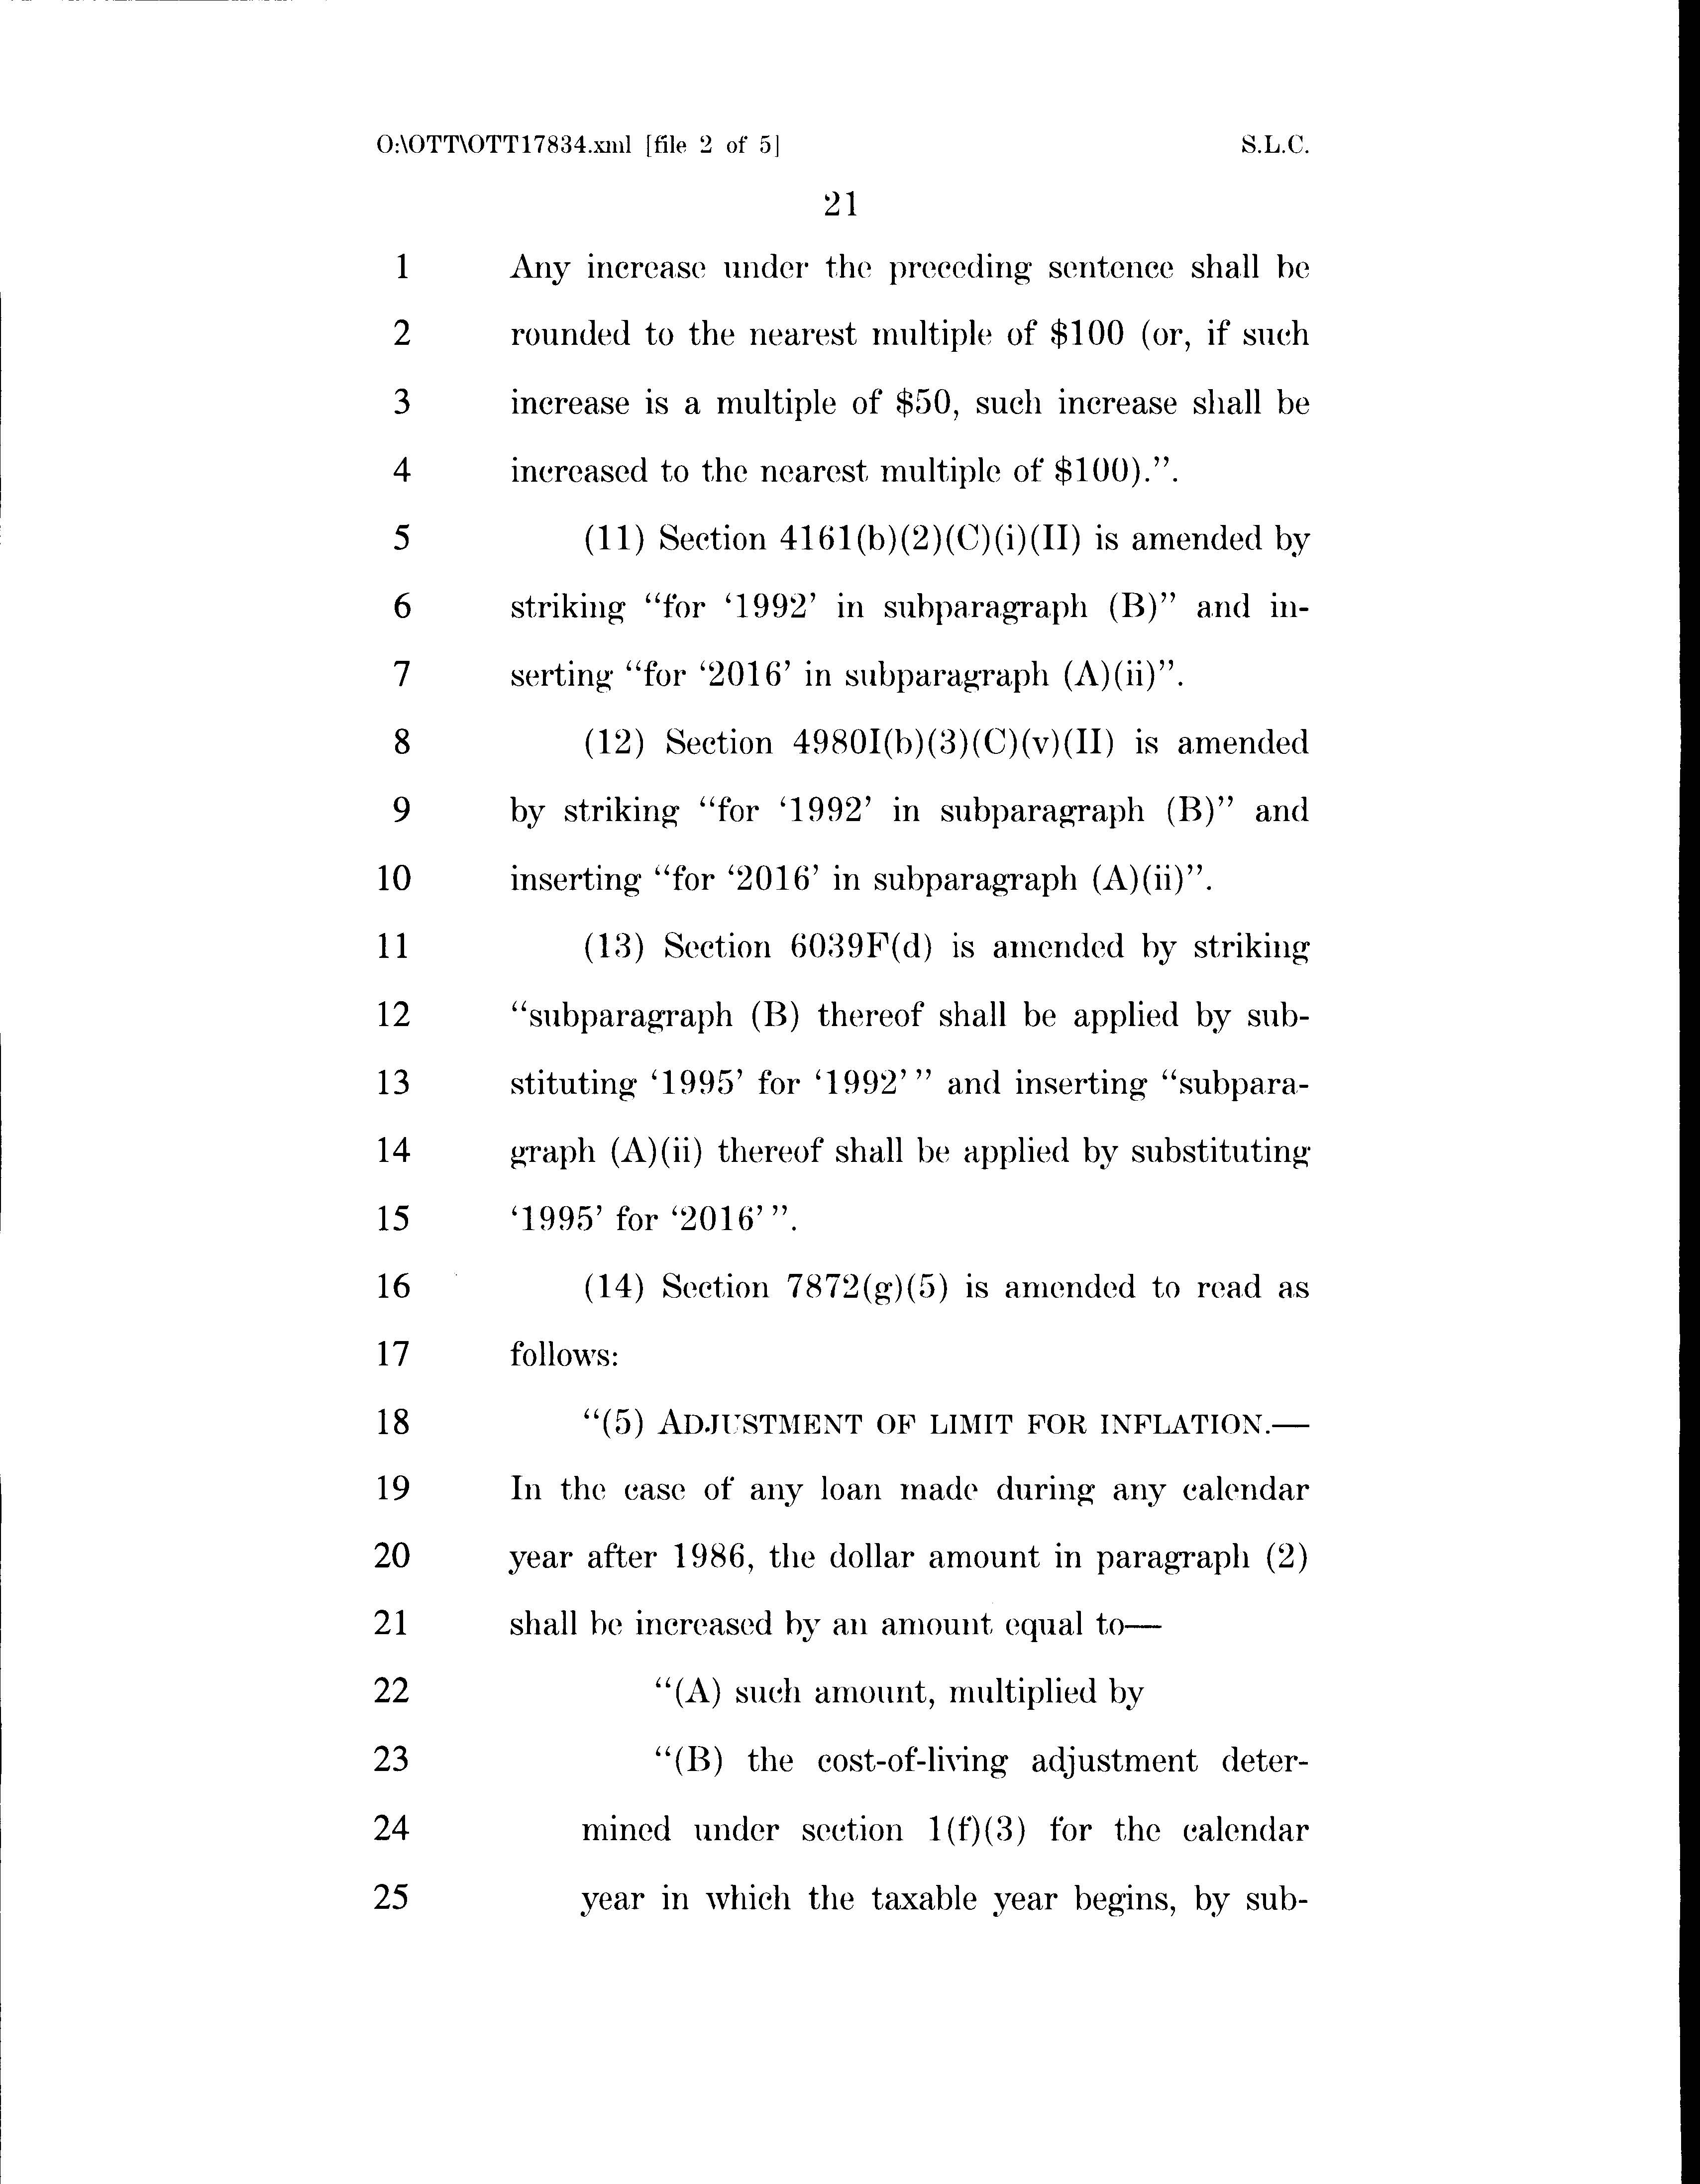 O:\OTT\OTT17834.xml [file 2 of 5] S.L.C.
21
1 Any increase under the preceding sentence shall be
2 rounded to the nearest multiple of $100 (or, if such
3 increase is a multiple of $50, such increase shall be
4 increased to the nearest multiple of $100).”.
5 (11) Section 4161(b)(2)(C)(i)(II) is amended by
6 striking “for ‘1992’ in subparagraph (B)” and in-
7 serting “for ‘2016’ in subparagraph (A)(ii)”.
8 (12) Section 4980I(b)(3)(C)(v)(II) is amended
9 by striking “for ‘1992’ in subparagraph (B)” and
10 inserting “for ‘2016’ in subparagraph (A)(ii)”.
11 (13) Section 6039F(d) is amended by striking
12 “subparagraph (B) thereof shall be applied by sub-
13 stituting ‘1995’ for ‘1992’ ” and inserting “subpara-
14 graph (A)(ii) thereof shall be applied by substituting
15 ‘1995’ for ‘2016’ ”.
16 (14) Section 7872(g)(5) is amended to read as
17 follows:
18 “(5) ADJUSTMENT OF LIMIT FOR INFLATION.—
19 In the case of any loan made during any calendar
20 year after 1986, the dollar amount in paragraph (2)
21 shall be increased by an amount equal to—
22 “(A) such amount, multiplied by
23 “(B) the cost-of-living adjustment deter-
24 mined under section 1(f)(3) for the calendar
25 year in which the taxable year begins, by sub-